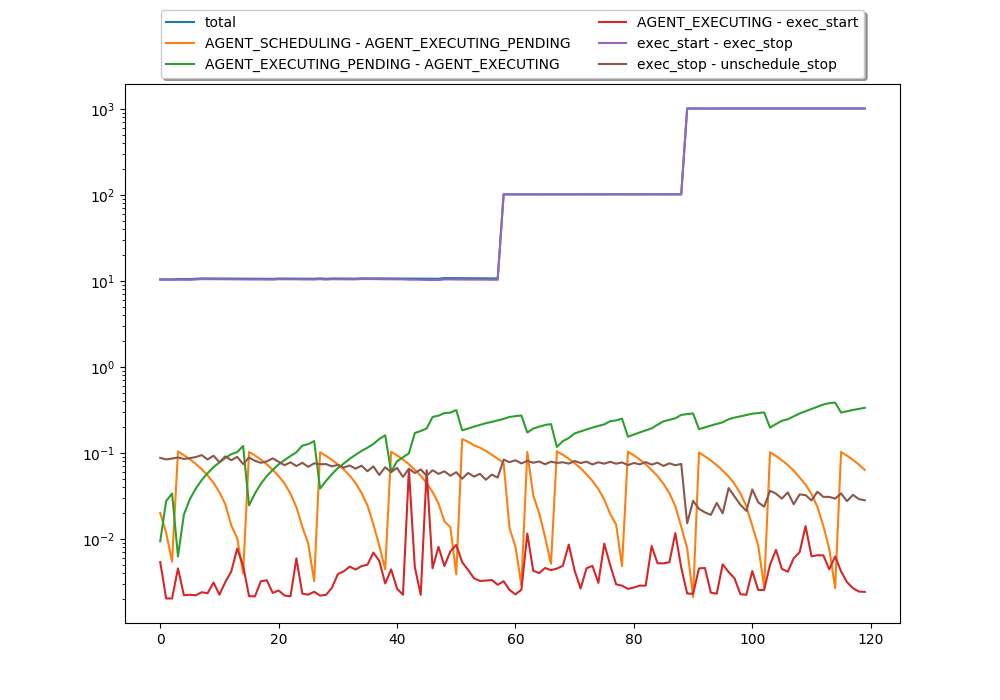 total
AGENT_SCHEDULING - AGENT_EXECUTING_PENDING
AGENT_EXECUTING_PENDING - AGENT_EXECUTING
AGENT_EXECUTING - exec_start
exec_start - exec_stop
exec_stop - unschedule_stop
10³
10²
10¹
10⁰
10⁻¹
10⁻²
0 20 40 60 80 100 120